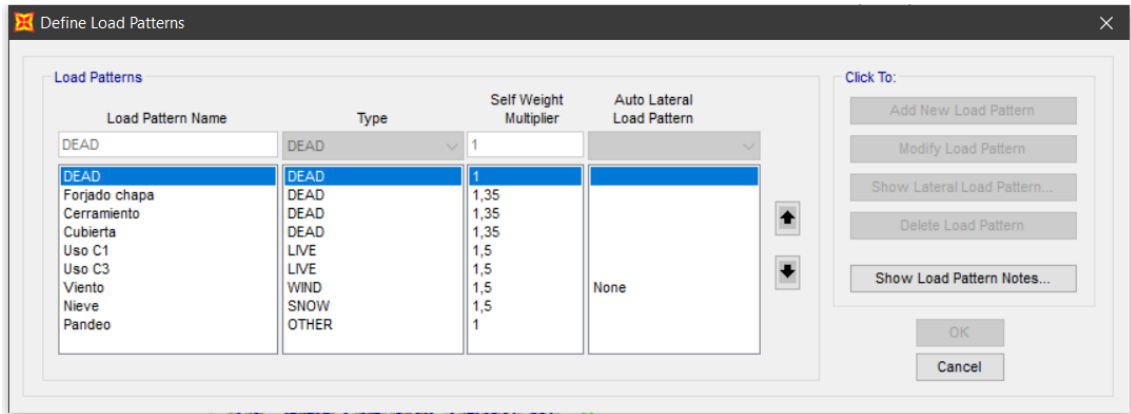 Define Load Patterns
Load Patterns
Click To:
Load Pattern Name Type Self Weight Multiplier Auto Lateral Load Pattern
DEAD DEAD 1
DEAD DEAD 1
Forjado chapa DEAD 1,35
Cerramiento DEAD 1,35
Cubierta DEAD 1,35
Uso C1 LIVE 1,5
Uso C3 LIVE 1,5
Viento WIND 1,5 None
Nieve SNOW 1,5
Pandeo OTHER 1
Add New Load Pattern
Modify Load Pattern
Show Lateral Load Pattern...
Delete Load Pattern
Show Load Pattern Notes...
OK
Cancel